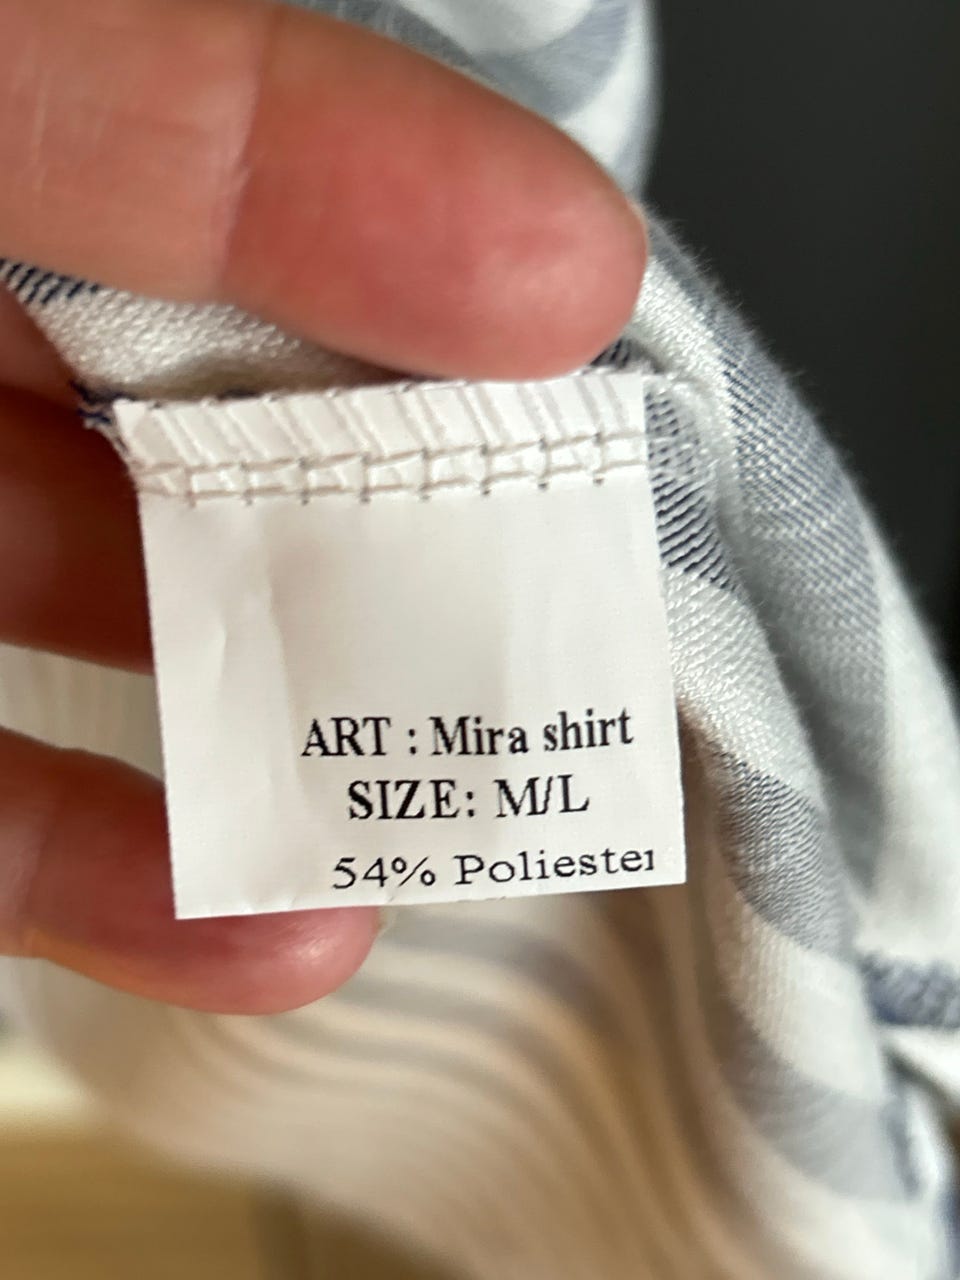 ART : Mira shirt
SIZE: M/L
54% Poliester